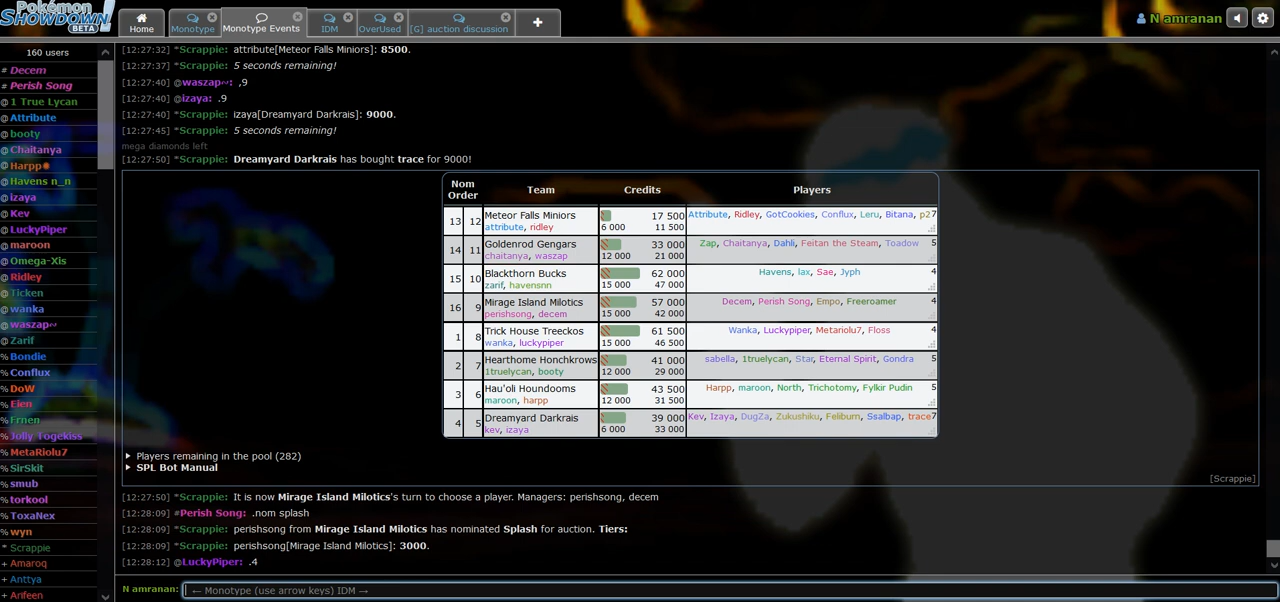 Pokémon
Showdown!
BETA
Home
Monotype
Monotype Events
IDM
OverUsed
[G] auction discussion
+
N amranan
160 users
# Decem
# Perish Song
@ 1 True Lycan
@ Attribute
@ booty
@ Chaitanya
@ Harpp
@ Havens n_n
@ izaya
@ Kev
@ LuckyPiper
@ maroon
@ Omega-Xis
@ Ridley
@ Ticken
@ wanka
@ waszap~
@ Zarif
% Bondie
% Conflux
% DoW
% Eien
% Frnen
% Jolly Togekiss
% MetaRiolu7
% SirSkit
% smub
% torkool
% ToxaNex
% wyn
* Scrappie
+ Amaroq
+ Anttya
+ Arifeen
[12:27:32] *Scrappie: attribute[Meteor Falls Miniors]: 8500.
[12:27:37] *Scrappie: 5 seconds remaining!
[12:27:40] @waszap~: ,9
[12:27:40] @izaya: .9
[12:27:40] *Scrappie: izaya[Dreamyard Darkrais]: 9000.
[12:27:45] *Scrappie: 5 seconds remaining!
mega diamonds left
[12:27:50] *Scrappie: Dreamyard Darkrais has bought trace for 9000!
Nom Order Team Credits Players
13 12 Meteor Falls Miniors 17 500 Attribute, Ridley, GotCookies, Conflux, Leru, Bitana, p2 7
attribute, ridley 6 000 11 500
14 11 Goldenrod Gengars 33 000 Zap, Chaitanya, Dahli, Feitan the Steam, Toadow 5
chaitanya, waszap 12 000 21 000
15 10 Blackthorn Bucks 62 000 Havens, lax, Sae, Jyph 4
zarif, havensnn 15 000 47 000
16 9 Mirage Island Milotics 57 000 Decem, Perish Song, Empo, Freeroamer 4
perishsong, decem 15 000 42 000
1 8 Trick House Treeckos 61 500 Wanka, Luckypiper, Metariolu7, Floss 4
wanka, luckypiper 15 000 46 500
2 7 Hearthome Honchkrows 41 000 sabella, 1truelycan, Star, Eternal Spirit, Gondra 5
1truelycan, booty 12 000 29 000
3 6 Hau'oli Houndooms 43 500 Harpp, maroon, North, Trichotomy, Fylkir Pudin 5
maroon, harpp 12 000 31 500
4 5 Dreamyard Darkrais 39 000 Kev, Izaya, DugZa, Zukushiku, Felibum, Ssalbap, trace 7
kev, izaya 6 000 33 000
Players remaining in the pool (282)
SPL Bot Manual
[Scrappie]
[12:27:50] *Scrappie: It is now Mirage Island Milotics's turn to choose a player. Managers: perishsong, decem
[12:28:09] #Perish Song: .nom splash
[12:28:09] *Scrappie: perishsong from Mirage Island Milotics has nominated Splash for auction. Tiers:
[12:28:09] *Scrappie: perishsong[Mirage Island Milotics]: 3000.
[12:28:12] @LuckyPiper: .4
N amranan: ← Monotype (use arrow keys) IDM →